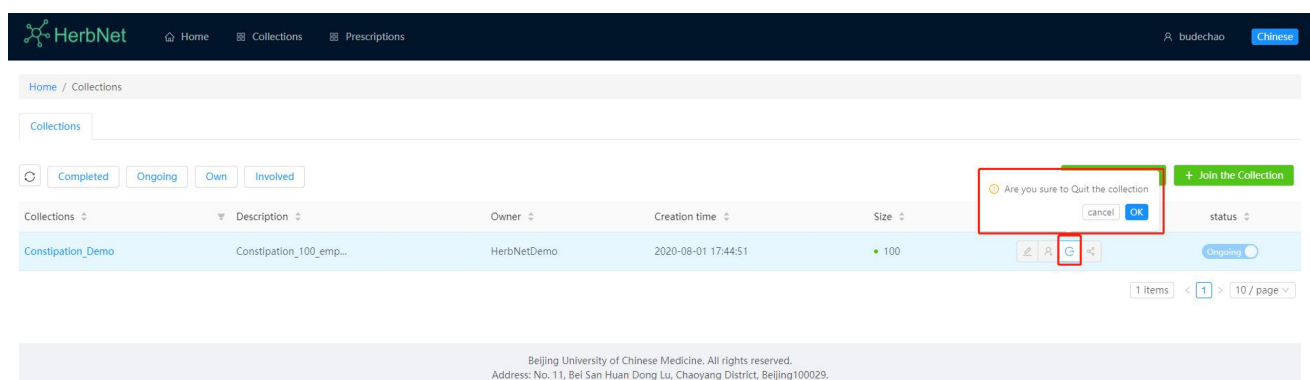 HerbNet Home Collections Prescriptions budechao Chinese
Home / Collections
Collections
Completed Ongoing Own Involved + Join the Collection
Are you sure to Quit the collection
cancel OK
Collections Description Owner Creation time Size status
Constipation_Demo Constipation_100_emp... HerbNetDemo 2020-08-01 17:44:51 100 Ongoing
1 items < 1 > 10 / page
Beijing University of Chinese Medicine. All rights reserved.
Address: No. 11, Bei San Huan Dong Lu, Chaoyang District, Beijing100029.